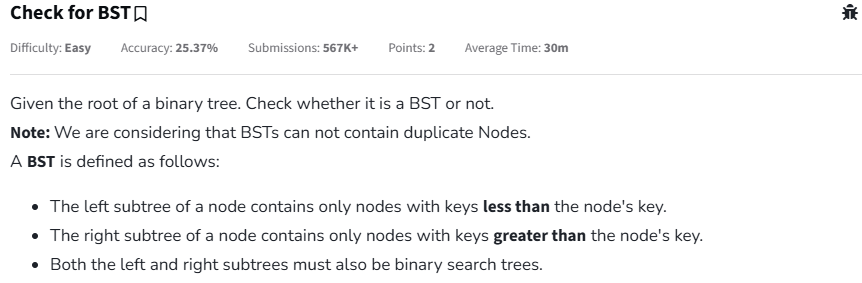 Check for BST
Difficulty: Easy Accuracy: 25.37% Submissions: 567K+ Points: 2 Average Time: 30m
Given the root of a binary tree. Check whether it is a BST or not.
Note: We are considering that BSTs can not contain duplicate Nodes.
A BST is defined as follows:
• The left subtree of a node contains only nodes with keys less than the node's key.
• The right subtree of a node contains only nodes with keys greater than the node's key.
• Both the left and right subtrees must also be binary search trees.